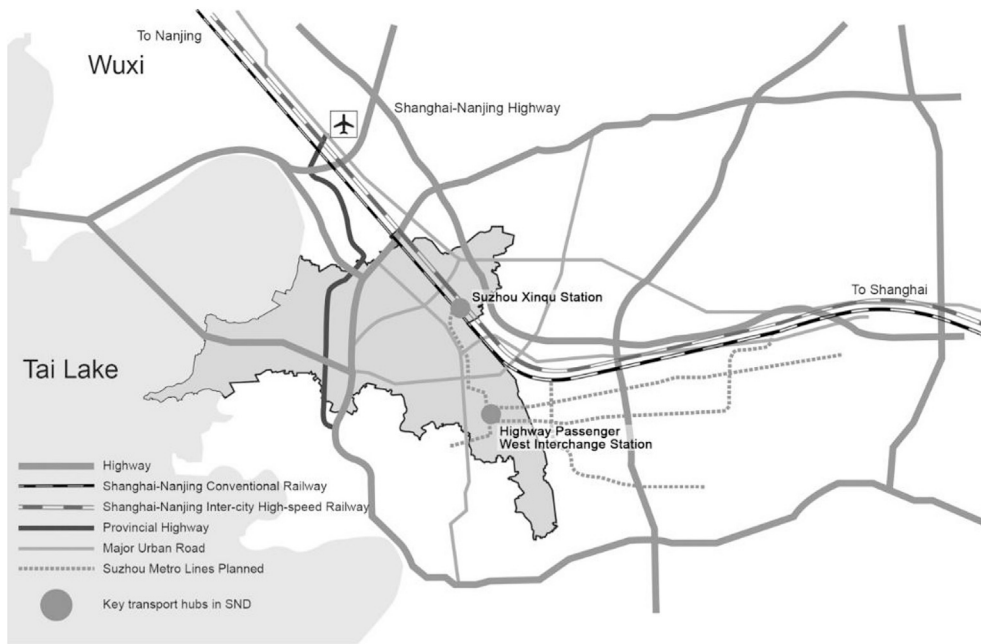 To Nanjing
Wuxi
Shanghai-Nanjing Highway
To Shanghai
Suzhou Xinqu Station
Tai Lake
Highway Passenger
West Interchange Station
Highway
Shanghai-Nanjing Conventional Railway
Shanghai-Nanjing Inter-city High-speed Railway
Provincial Highway
Major Urban Road
Suzhou Metro Lines Planned
Key transport hubs in SND